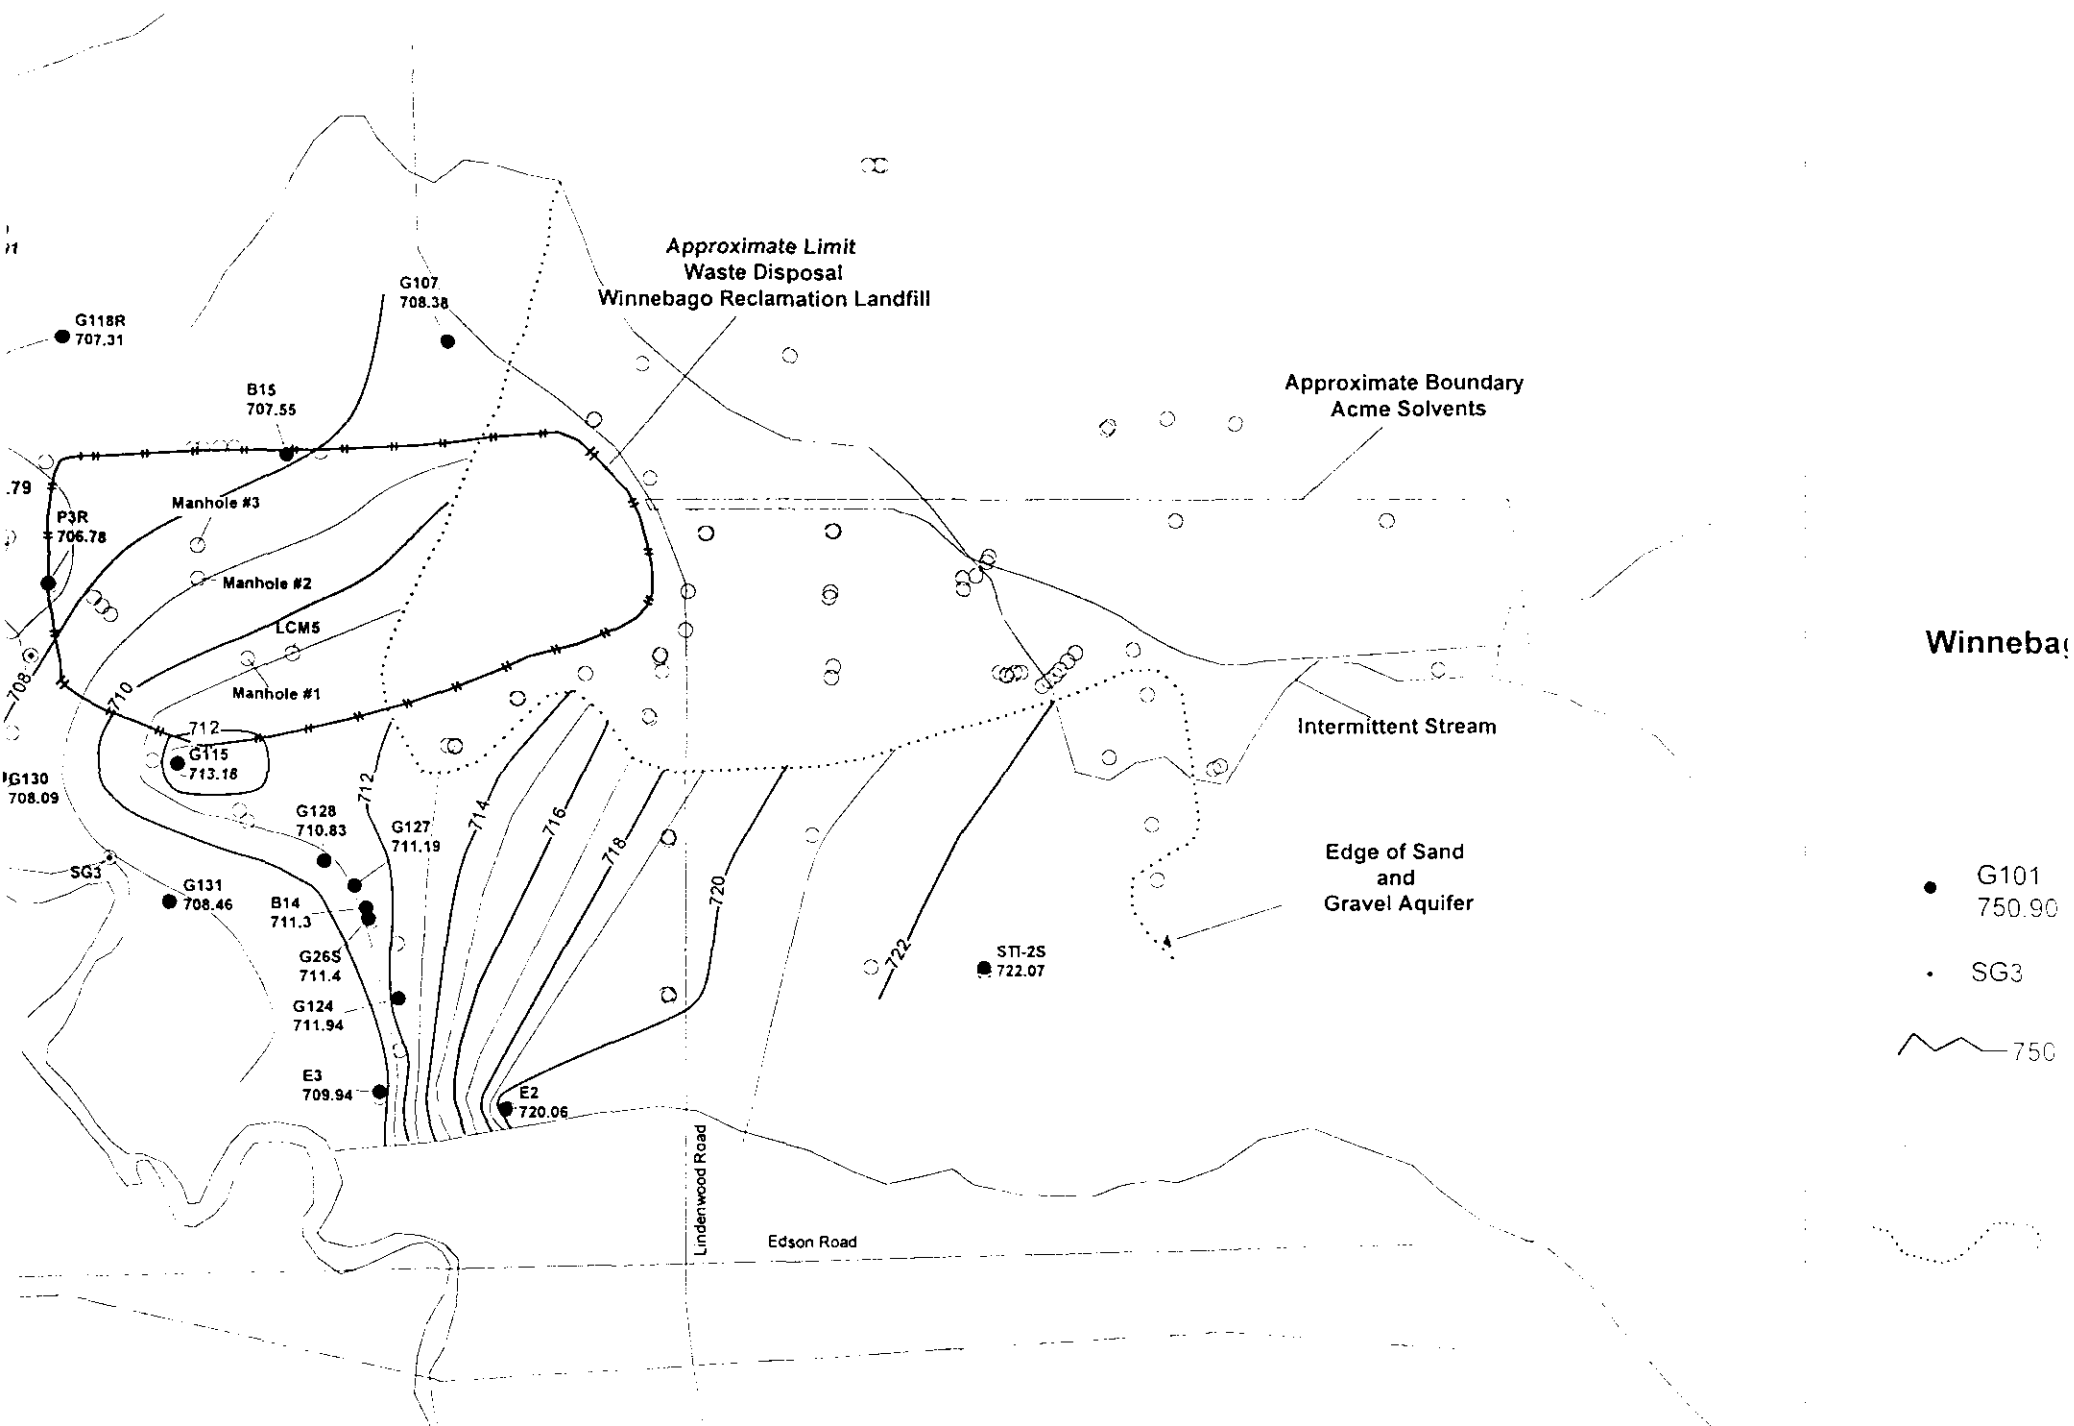 Approximate Limit
Waste Disposal
Winnebago Reclamation Landfill
G107
708.38
G118R
707.31
B15
707.55
Approximate Boundary
Acme Solvents
.79
Manhole #3
P3R
706.78
Manhole #2
LCM5
Manhole #1
708
710
712
G115
713.18
G130
708.09
Intermittent Stream
712
714
716
718
720
722
G128
710.83
G127
711.19
SG3
G131
708.46
B14
711.3
G26S
711.4
G124
711.94
E3
709.94
E2
720.06
STI-2S
722.07
Edge of Sand
and
Gravel Aquifer
Lindenwood Road
Edson Road
G101
750.90
SG3
750